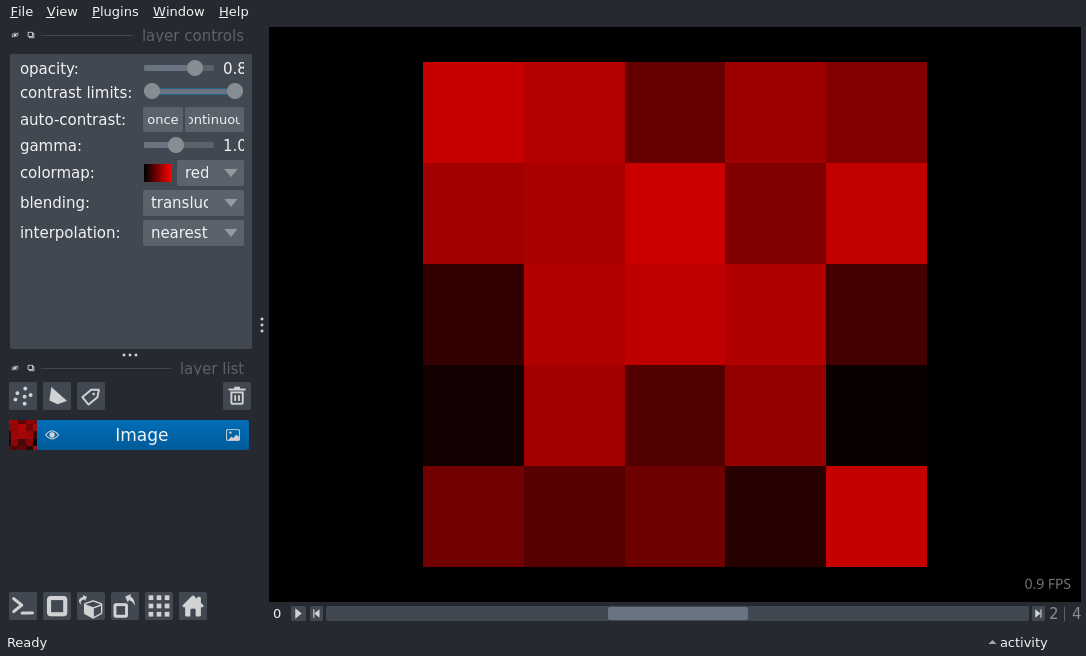 File View Plugins Window Help
layer controls
opacity: 0.8
contrast limits:
auto-contrast: once ontinuou
gamma: 1.0
colormap: red
blending: transluc
interpolation: nearest
layer list
Image
0.9 FPS
0 2 | 4
Ready activity